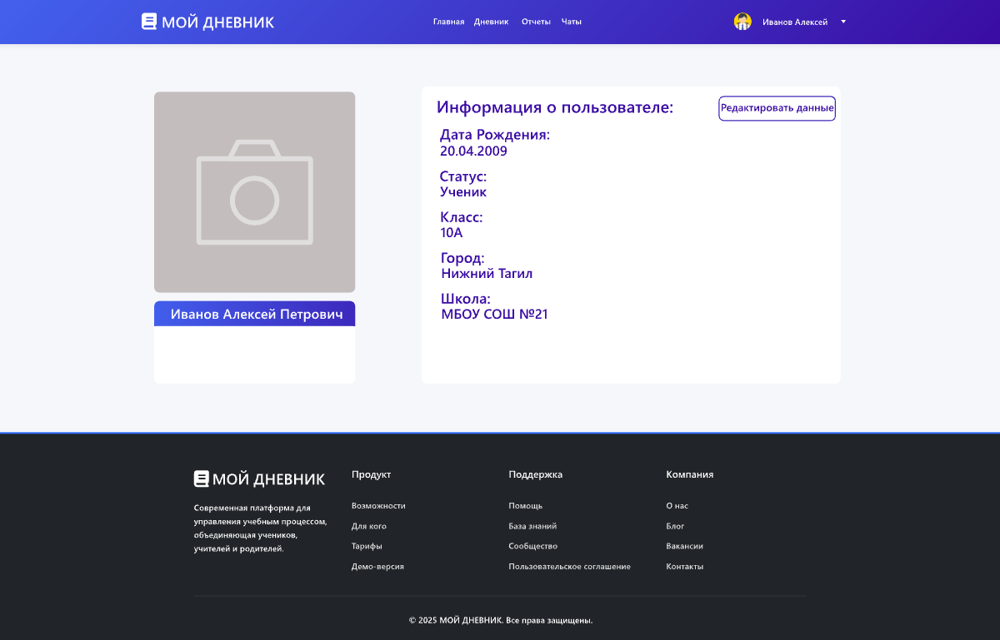 МОЙ ДНЕВНИК
Главная
Дневник
Отчеты
Чаты
Иванов Алексей
Иванов Алексей Петрович
Информация о пользователе:
Редактировать данные
Дата Рождения:
20.04.2009
Статус:
Ученик
Класс:
10А
Город:
Нижний Тагил
Школа:
МБОУ СОШ №21
МОЙ ДНЕВНИК
Современная платформа для
управления учебным процессом,
объединяющая учеников,
учителей и родителей.
Продукт
Возможности
Для кого
Тарифы
Демо-версия
Поддержка
Помощь
База знаний
Сообщество
Пользовательское соглашение
Компания
О нас
Блог
Вакансии
Контакты
© 2025 МОЙ ДНЕВНИК. Все права защищены.